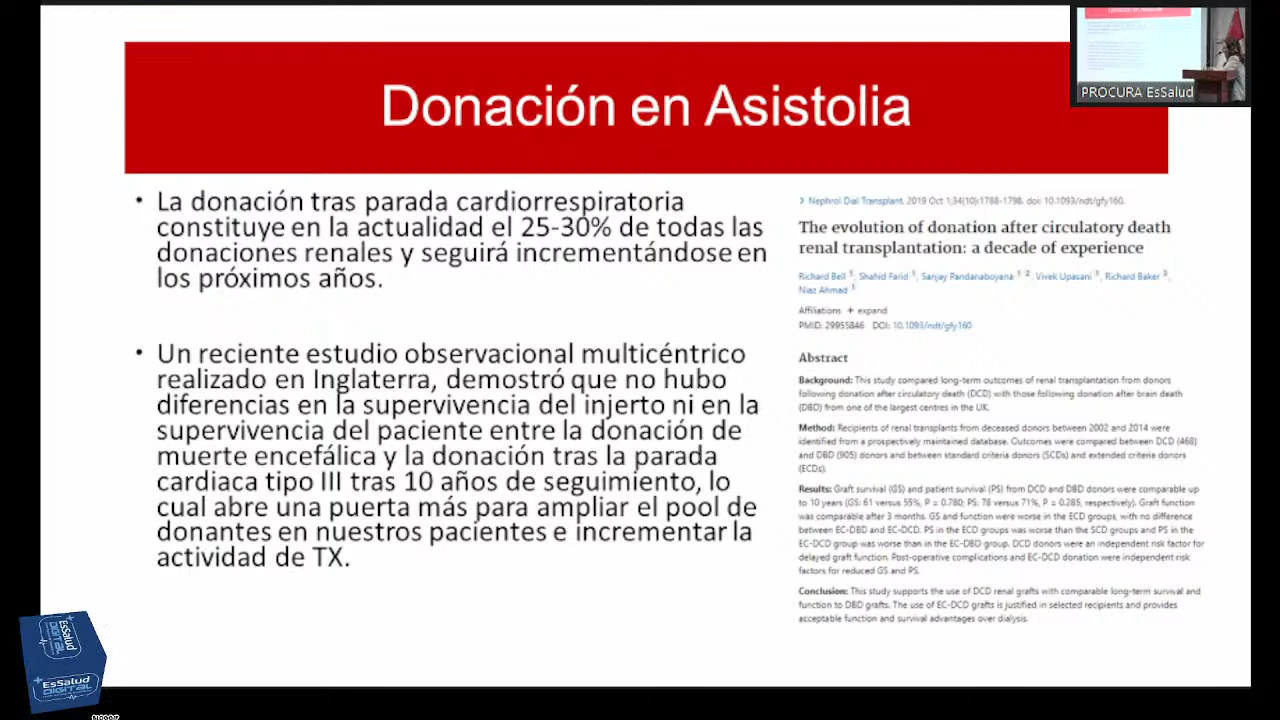 Donación en Asistolia
PROCURA EsSalud
• La donación tras parada cardiorrespiratoria
constituye en la actualidad el 25-30% de todas las
donaciones renales y seguirá incrementándose en
los próximos años.
• Un reciente estudio observacional multicéntrico
realizado en Inglaterra, demostró que no hubo
diferencias en la supervivencia del injerto ni en la
supervivencia del paciente entre la donación de
muerte encefálica y la donación tras la parada
cardiaca tipo III tras 10 años de seguimiento, lo
cual abre una puerta más para ampliar el pool de
donantes en nuestros pacientes e incrementar la
actividad de TX.
> Nephrol Dial Transplant. 2019 Oct 1;34(10):1788-1798. doi: 10.1093/ndt/gfy160.
The evolution of donation after circulatory death
renal transplantation: a decade of experience
Richard Bell 1, Shahid Farid 1, Sanjay Pandanaboyana 1 2, Vivek Upasani 1, Richard Baker 3,
Niaz Ahmad 1
Affiliations + expand
PMID: 29955846 DOI: 10.1093/ndt/gfy160
Abstract
Background: This study compared long-term outcomes of renal transplantation from donors
following donation after circulatory death (DCD) with those following donation after brain death
(DBD) from one of the largest centres in the UK.
Method: Recipients of renal transplants from deceased donors between 2002 and 2014 were
identified from a prospectively maintained database. Outcomes were compared between DCD (468)
and DBD (905) donors and between standard criteria donors (SCDs) and extended criteria donors
(ECDs).
Results: Graft survival (GS) and patient survival (PS) from DCD and DBD donors were comparable up
to 10 years (GS: 61 versus 55%, P = 0.780; PS: 78 versus 71%, P = 0.285, respectively). Graft function
was comparable after 3 months. GS and function were worse in the ECD groups, with no difference
between EC-DBD and EC-DCD. PS in the ECD groups was worse than the SCD groups and PS in the
EC-DCD group was worse than in the EC-DBD group. DCD donors were an independent risk factor for
delayed graft function. Post-operative complications and EC-DCD donation were independent risk
factors for reduced GS and PS.
Conclusion: This study supports the use of DCD renal grafts with comparable long-term survival and
function to DBD grafts. The use of EC-DCD grafts is justified in selected recipients and provides
acceptable function and survival advantages over dialysis.
EsSalud
DIGITAL
EsSalud
DIGITAL